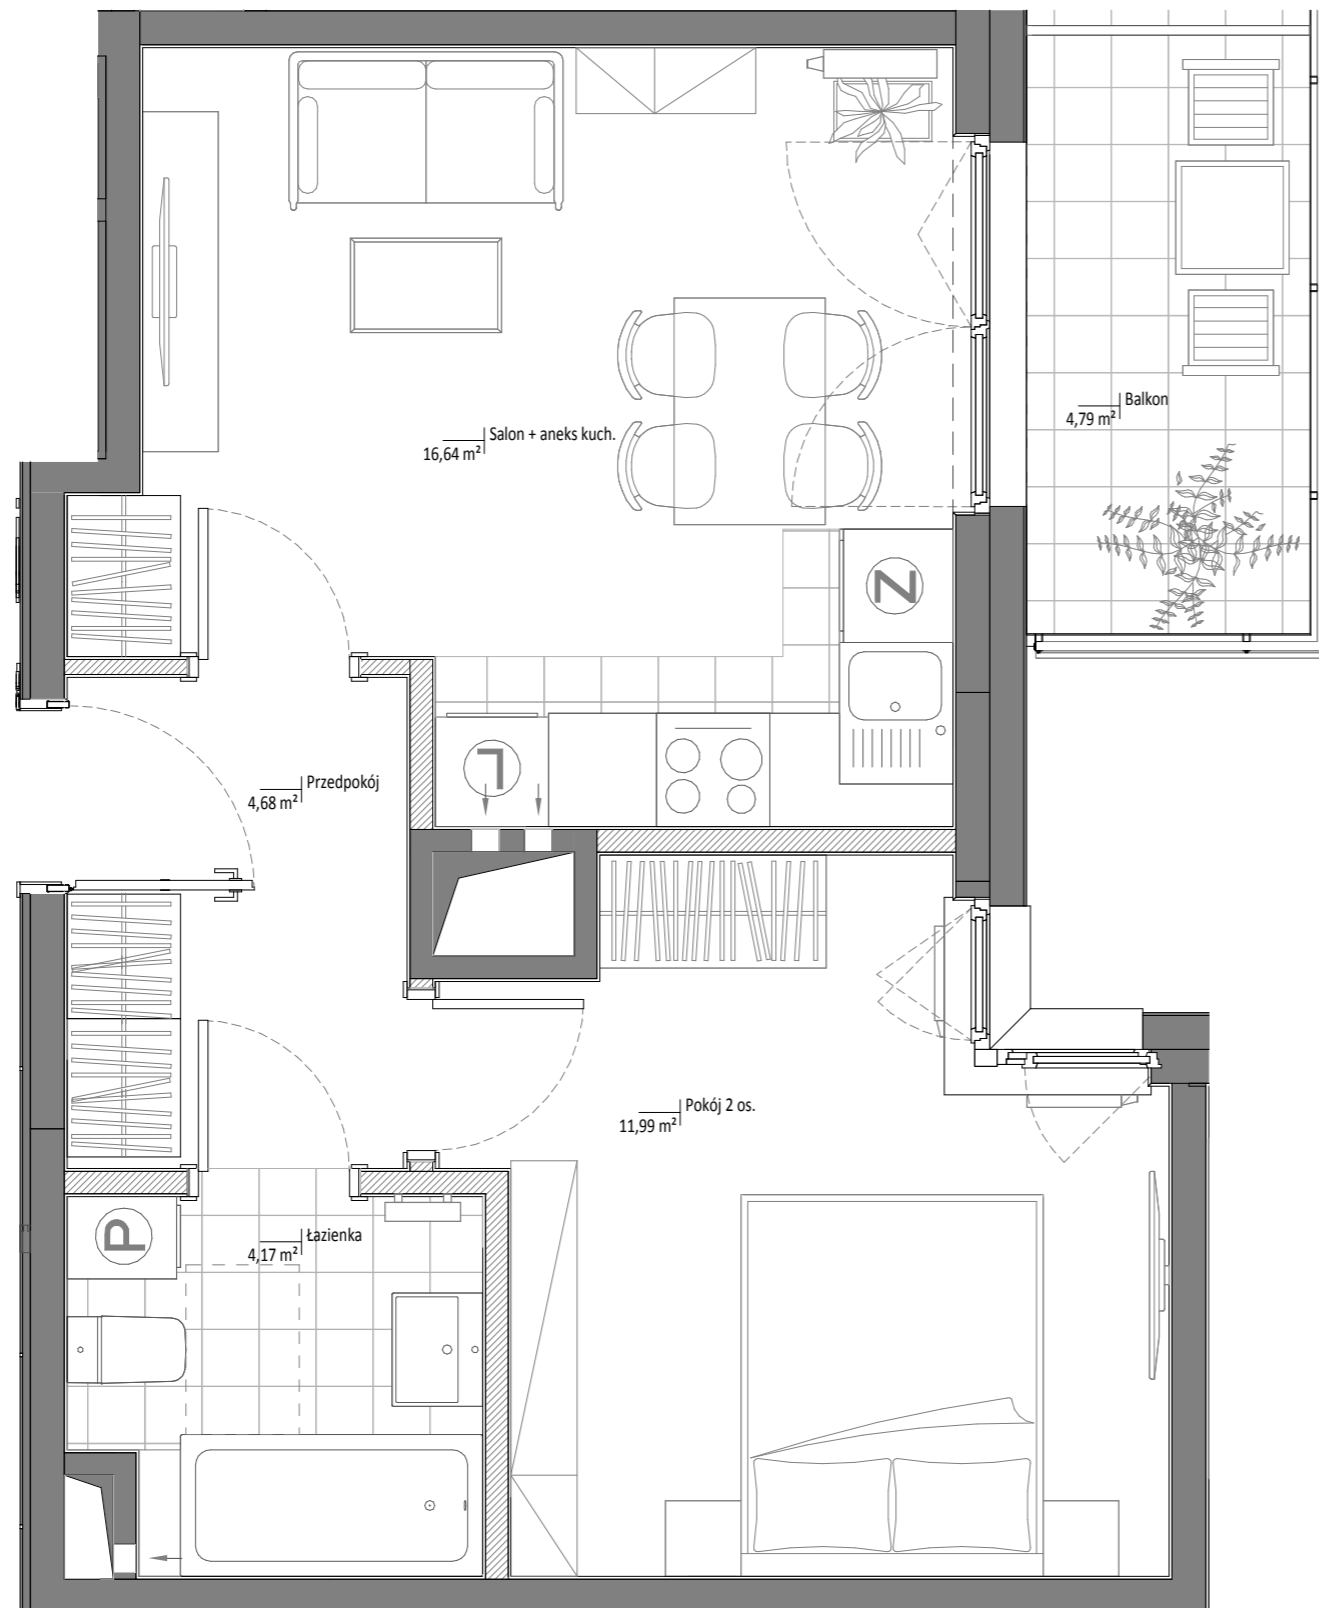 Balkon
4,79 m²
Salon + aneks kuch.
16,64 m²
Z
L
Przedpokój
4,68 m²
Pokój 2 os.
11,99 m²
P
Łazienka
4,17 m²